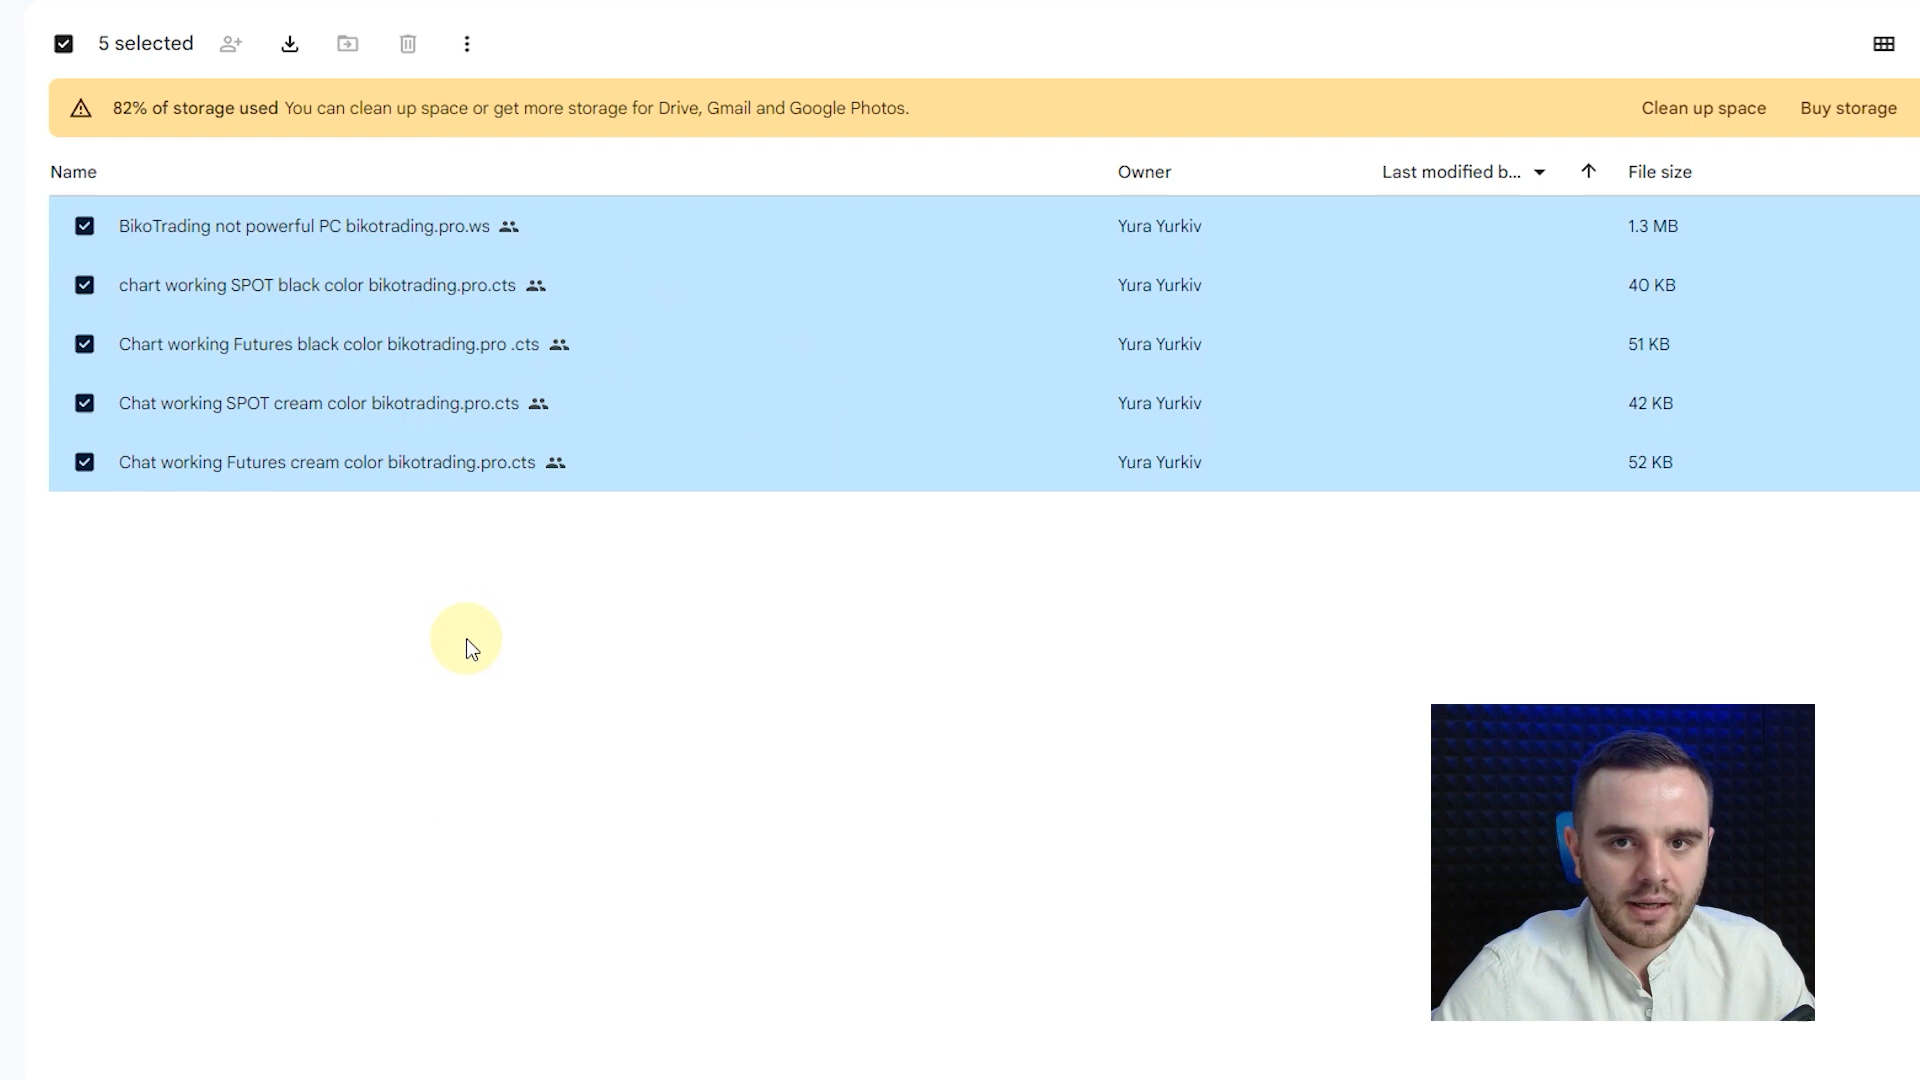 5 selected
82% of storage used You can clean up space or get more storage for Drive, Gmail and Google Photos. Clean up space Buy storage
Name Owner Last modified b... File size
BikoTrading not powerful PC bikotrading.pro.ws Yura Yurkiv 1.3 MB
chart working SPOT black color bikotrading.pro.cts Yura Yurkiv 40 KB
Chart working Futures black color bikotrading.pro .cts Yura Yurkiv 51 KB
Chat working SPOT cream color bikotrading.pro.cts Yura Yurkiv 42 KB
Chat working Futures cream color bikotrading.pro.cts Yura Yurkiv 52 KB